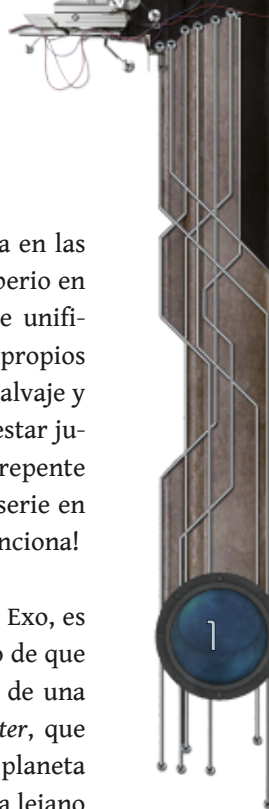 a en las
perio en
e unifi-
propios
alvaje y
estar ju-
repente
serie en
nciona!
Exo, es
o de que
de una
ter, que
planeta
a lejano
1